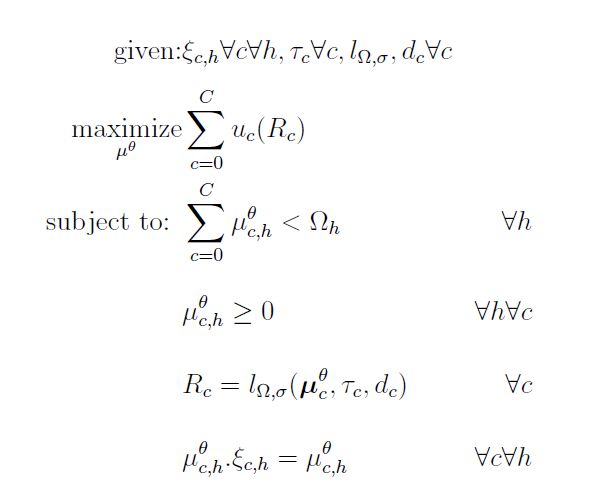 given: ξ_{c,h}∀c∀h, τ_c∀c, l_{Ω,σ}, d_c∀c
maximize_{μ^θ} ∑_{c=0}^{C} u_c(R_c)
subject to: ∑_{c=0}^{C} μ^θ_{c,h} < Ω_h ∀h
μ^θ_{c,h} ≥ 0 ∀h∀c
R_c = l_{Ω,σ}(μ^θ_c, τ_c, d_c) ∀c
μ^θ_{c,h}.ξ_{c,h} = μ^θ_{c,h} ∀c∀h